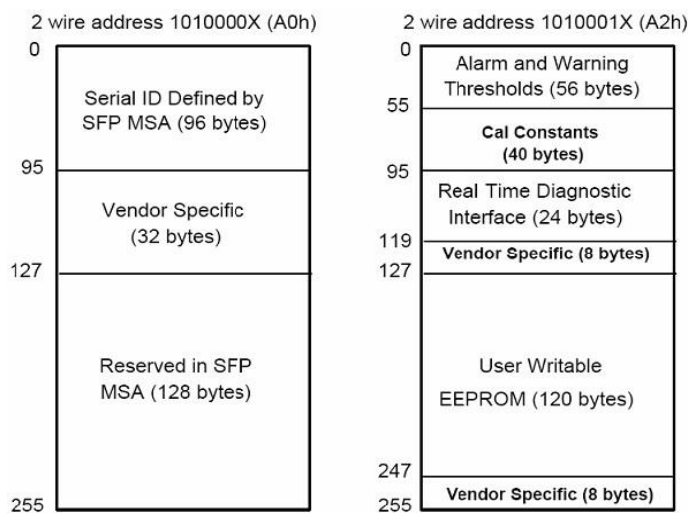 2 wire address 1010000X (A0h)
0
Serial ID Defined by
SFP MSA (96 bytes)
95
Vendor Specific
(32 bytes)
127
Reserved in SFP
MSA (128 bytes)
255
2 wire address 1010001X (A2h)
0
Alarm and Warning
Thresholds (56 bytes)
55
Cal Constants
(40 bytes)
95
Real Time Diagnostic
Interface (24 bytes)
119
Vendor Specific (8 bytes)
127
User Writable
EEPROM (120 bytes)
247
Vendor Specific (8 bytes)
255